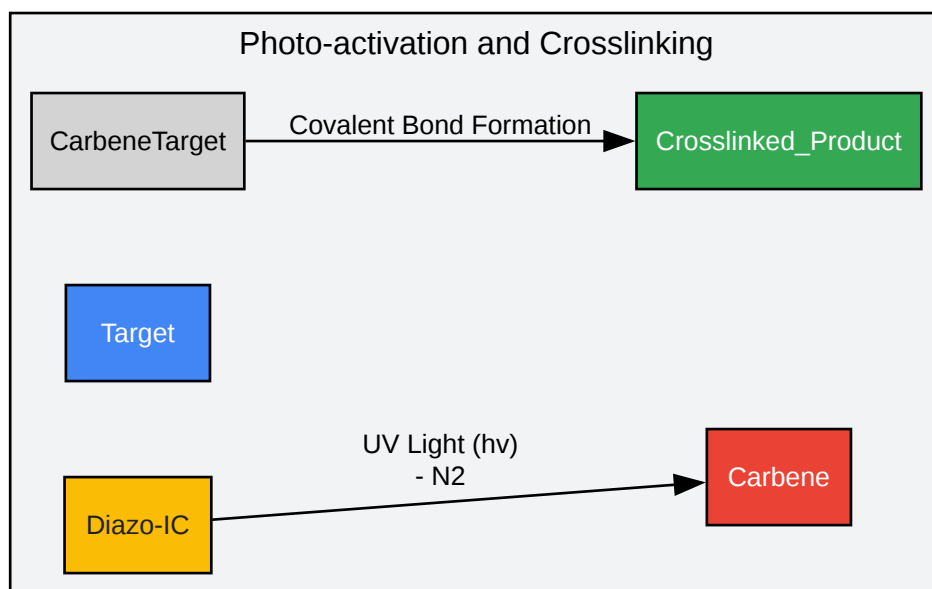 Photo-activation and Crosslinking
CarbeneTarget
Covalent Bond Formation
Crosslinked_Product
Target
UV Light (hv)
- N2
Diazo-IC
Carbene